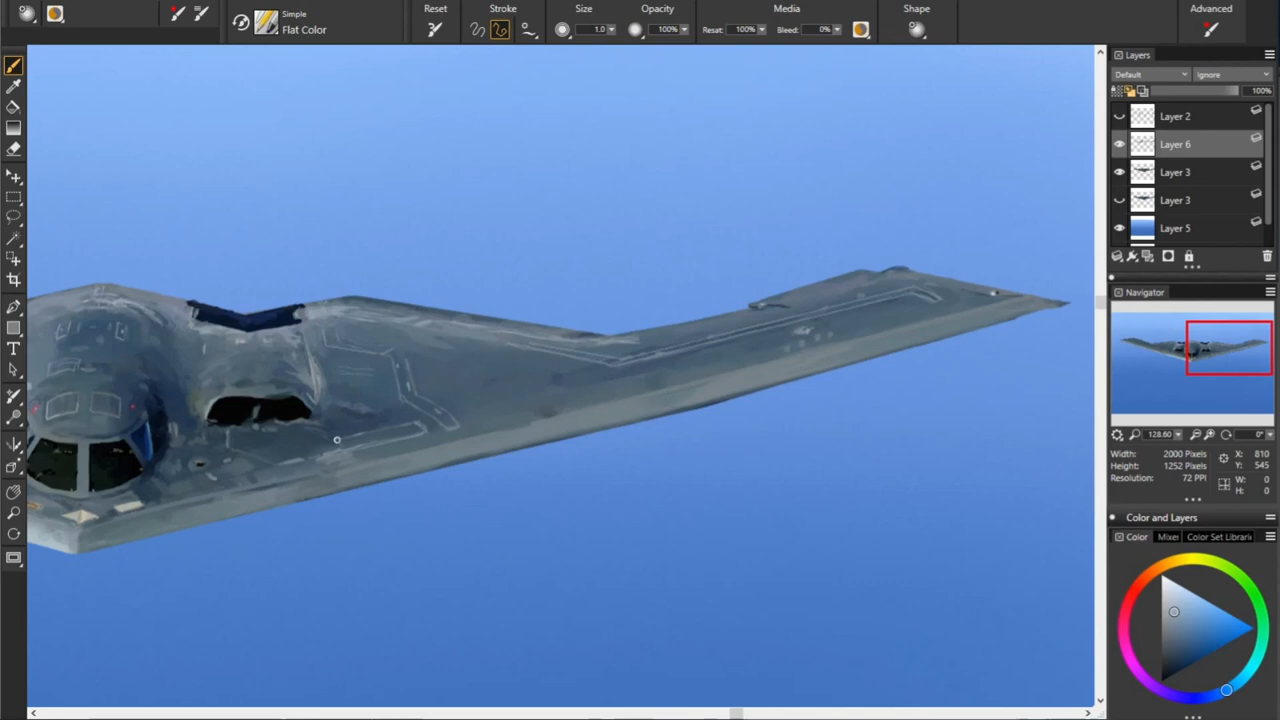 Reset
Stroke
Size
Opacity
Media
Shape
Advanced
Simple
Flat Color
1.0
100%
Resat: 100%
Bleed: 0%
Layers
Default
Ignore
100%
Layer 2
Layer 6
Layer 3
Layer 3
Layer 5
Navigator
128.60
0°
Width: 2000 Pixels
Height: 1252 Pixels
Resolution: 72 PPI
X: 810
Y: 545
W: 0
H: 0
Color and Layers
Color
Mixer
Color Set Librari